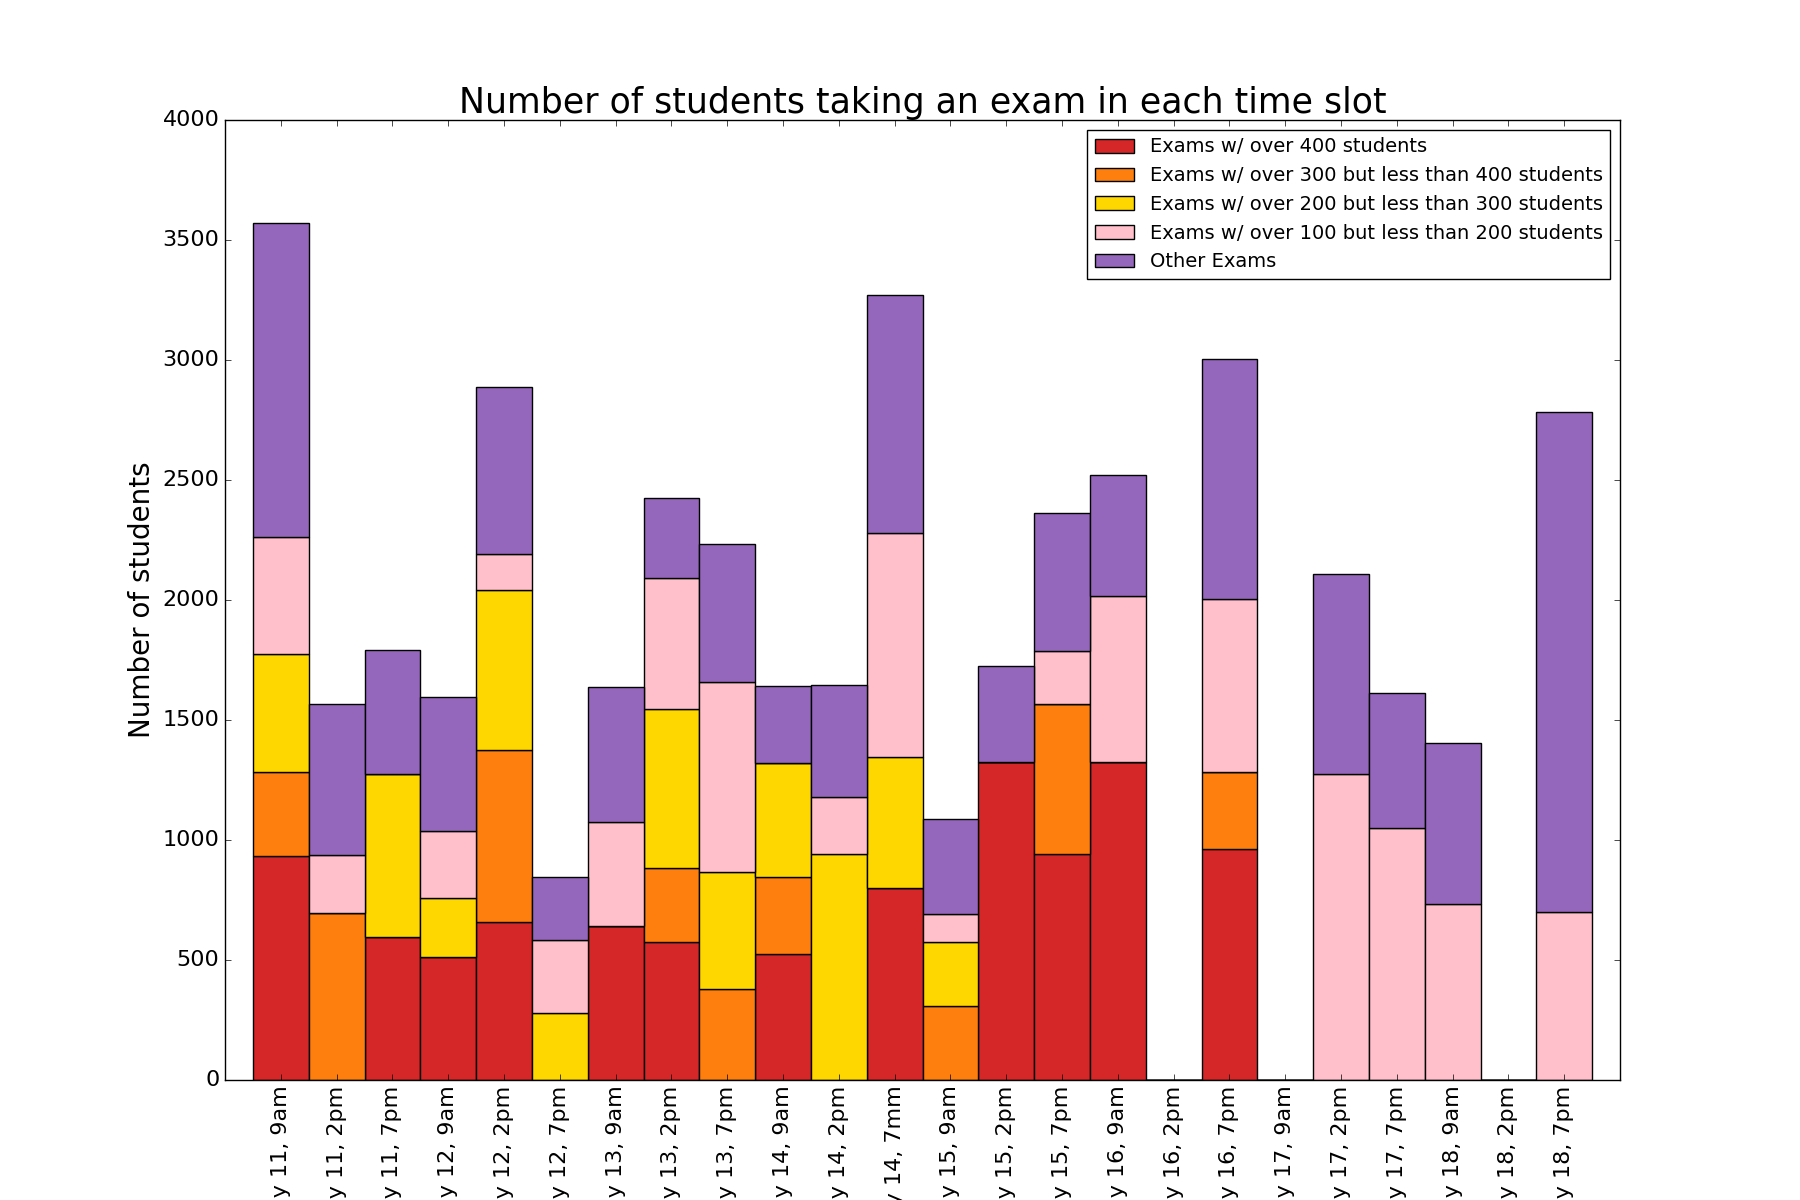 Number of students taking an exam in each time slot
Number of students
4000
3500
3000
2500
2000
1500
1000
500
0
Exams w/ over 400 students
Exams w/ over 300 but less than 400 students
Exams w/ over 200 but less than 300 students
Exams w/ over 100 but less than 200 students
Other Exams
y 11, 9am
y 11, 2pm
y 11, 7pm
y 12, 9am
y 12, 2pm
y 12, 7pm
y 13, 9am
y 13, 2pm
y 13, 7pm
y 14, 9am
y 14, 2pm
y 14, 7mm
y 15, 9am
y 15, 2pm
y 15, 7pm
y 16, 9am
y 16, 2pm
y 16, 7pm
y 17, 9am
y 17, 2pm
y 17, 7pm
y 18, 9am
y 18, 2pm
y 18, 7pm